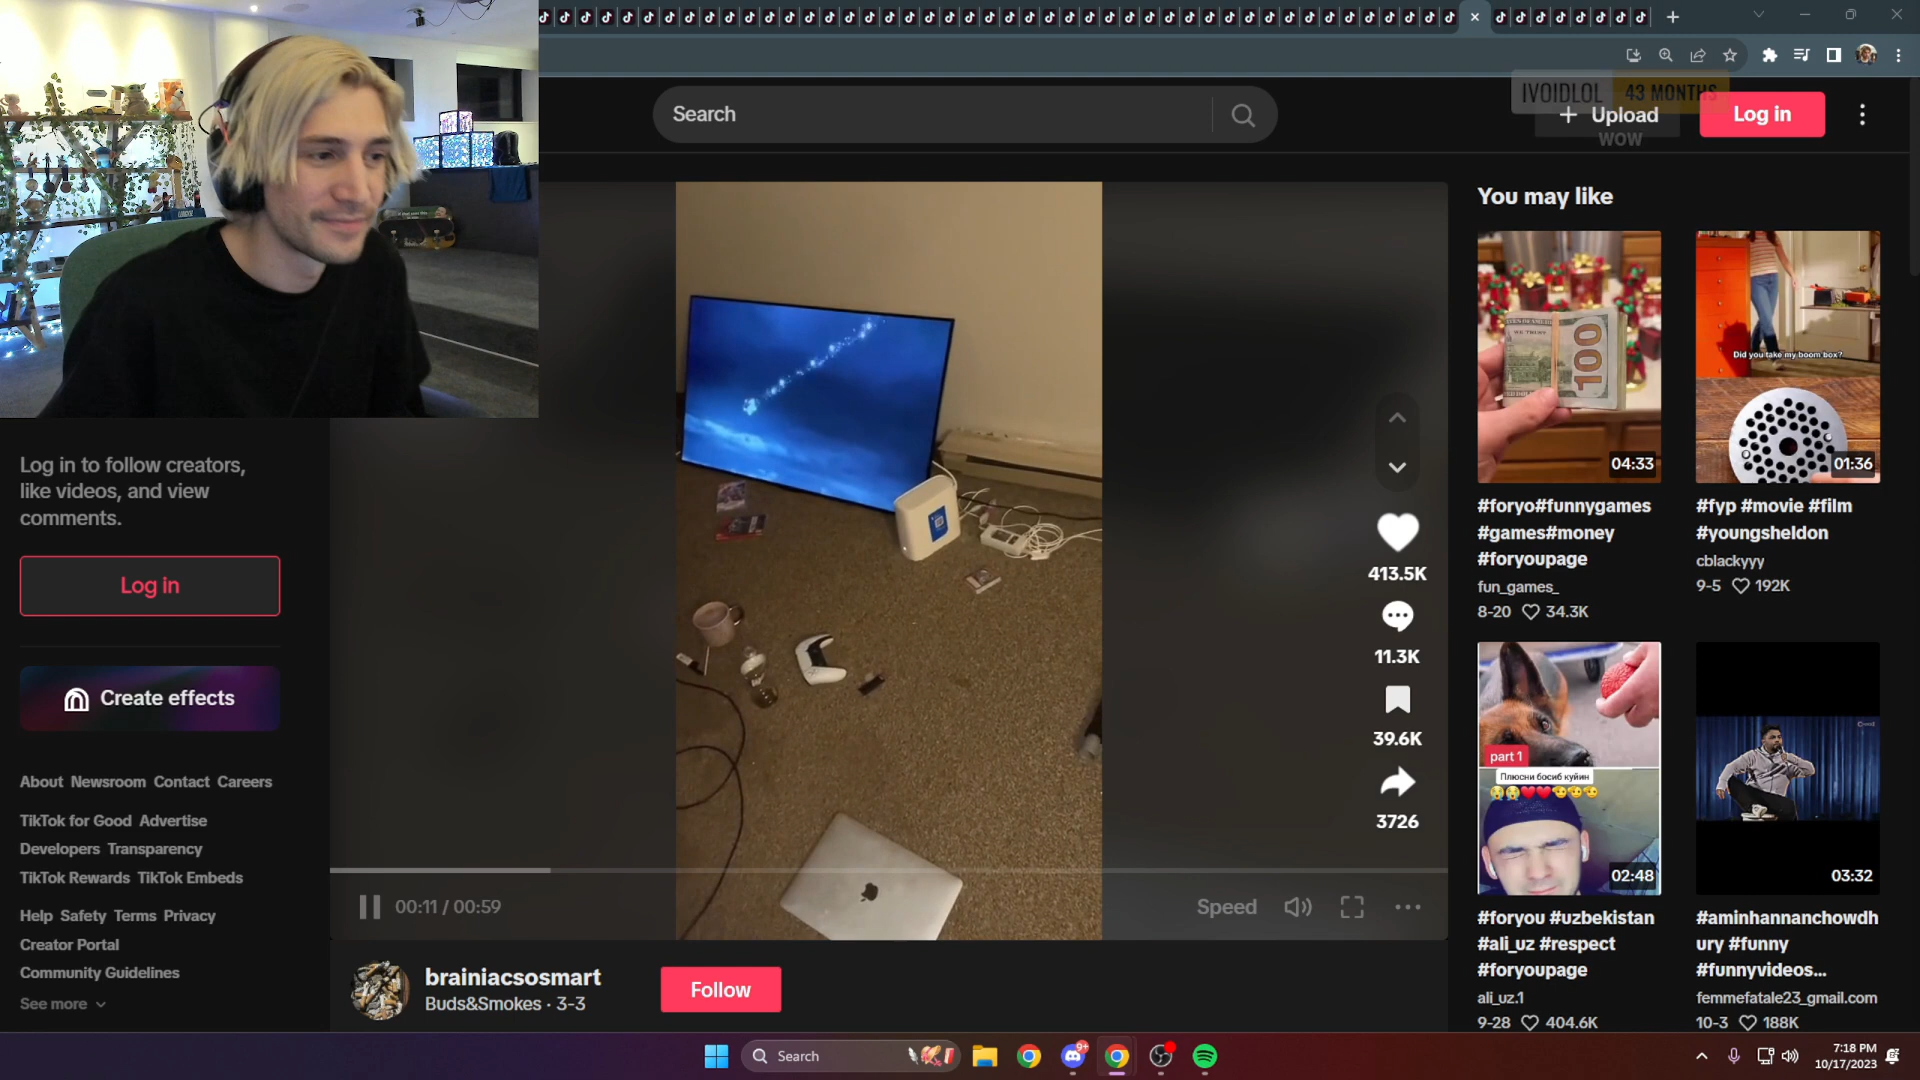 Search
IVOIDLOL
43 MONTHS
WOW
Upload
Log in
You may like
Did you take my boom box?
100
04:33
01:36
#foryo#funnygames
#games#money
#foryoupage
fun_games_
8-20
34.3K
#fyp #movie #film
#youngsheldon
cblackyyy
9-5
192K
part 1
Плюсни босиб куйин
02:48
03:32
#foryou #uzbekistan
#ali_uz #respect
#foryoupage
ali_uz.1
9-28
404.6K
#aminhannanchowdh
ury #funny
#funnyvideos...
femmefatale23_gmail.com
10-3
188K
413.5K
11.3K
39.6K
3726
Log in to follow creators,
like videos, and view
comments.
Log in
Create effects
About Newsroom Contact Careers
TikTok for Good Advertise
Developers Transparency
TikTok Rewards TikTok Embeds
Help Safety Terms Privacy
Creator Portal
Community Guidelines
See more
00:11 / 00:59
Speed
brainiacsosmart
Buds&Smokes · 3-3
Follow
Search
9+
7:18 PM
10/17/2023